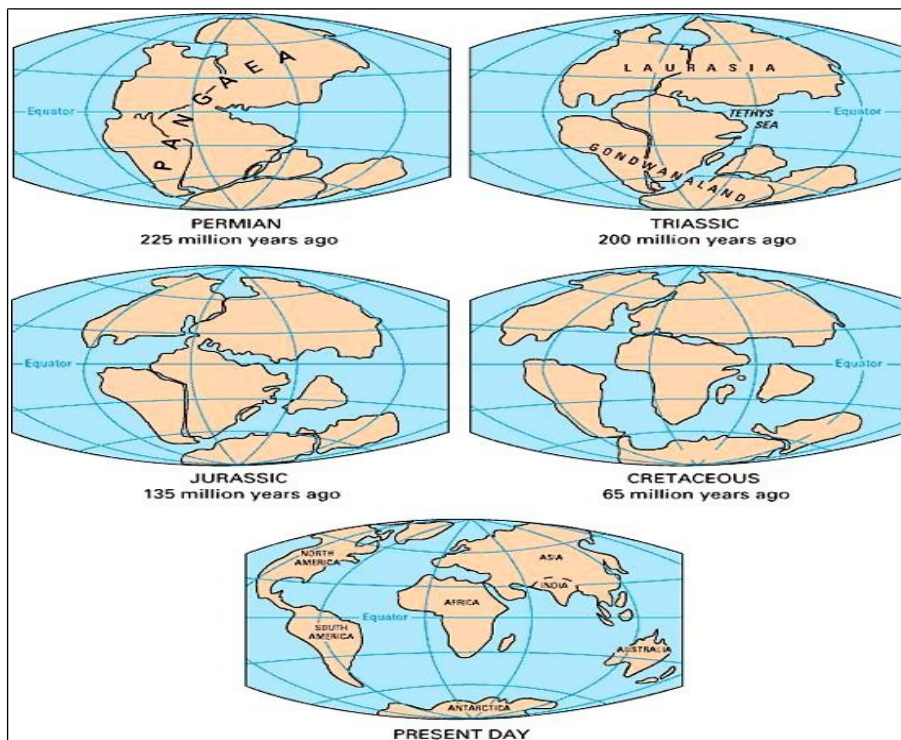 PANGAEA
Equator
PERMIAN
225 million years ago
LAURASIA
Equator
TETHYS
SEA
GONDWANALAND
TRIASSIC
200 million years ago
Equator
JURASSIC
135 million years ago
Equator
CRETACEOUS
65 million years ago
NORTH
AMERICA
ASIA
INDIA
AFRICA
Equator
SOUTH
AMERICA
AUSTRALIA
ANTARCTICA
PRESENT DAY